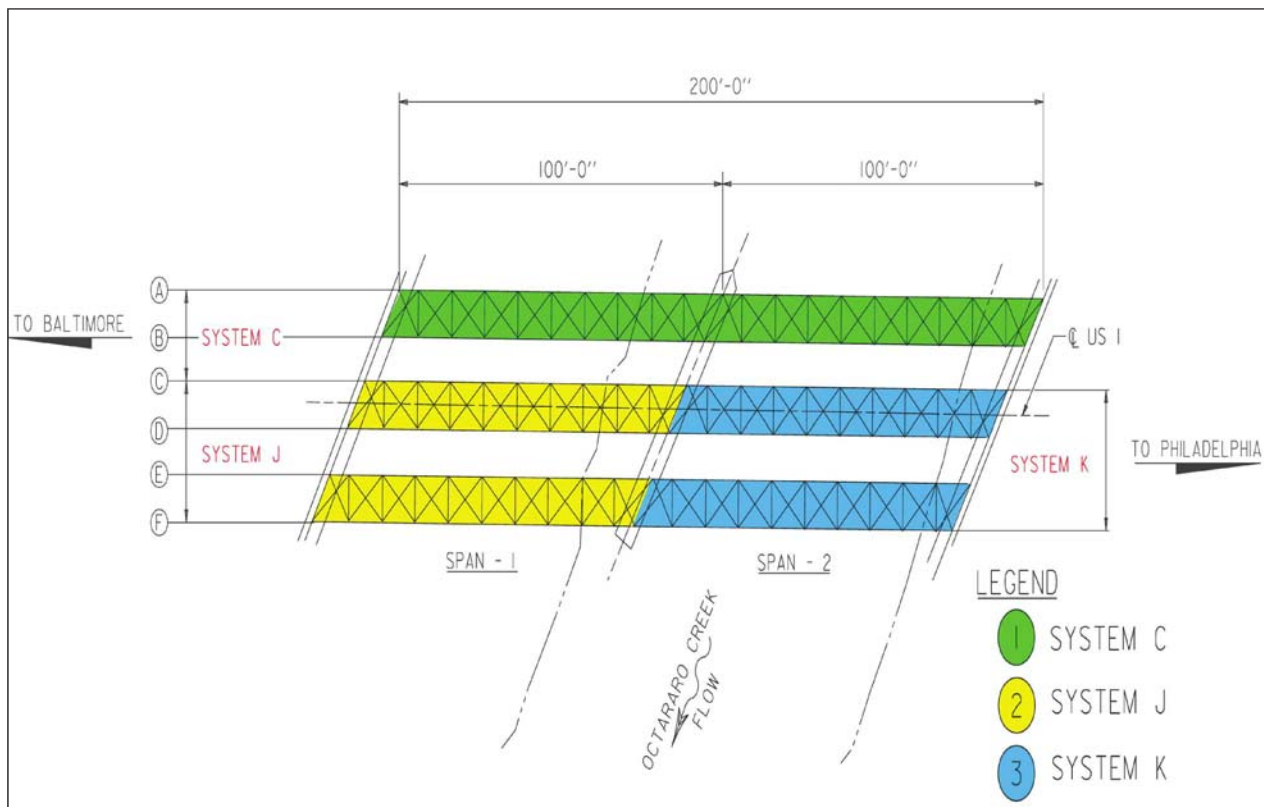 200'-0''
100'-0''
100'-0''
A
TO BALTIMORE
B
SYSTEM C
℄ US 1
C
D
SYSTEM J
E
SYSTEM K
TO PHILADELPHIA
F
SPAN - 1
SPAN - 2
LEGEND
1 SYSTEM C
2 SYSTEM J
3 SYSTEM K
OCTARARO CREEK
FLOW